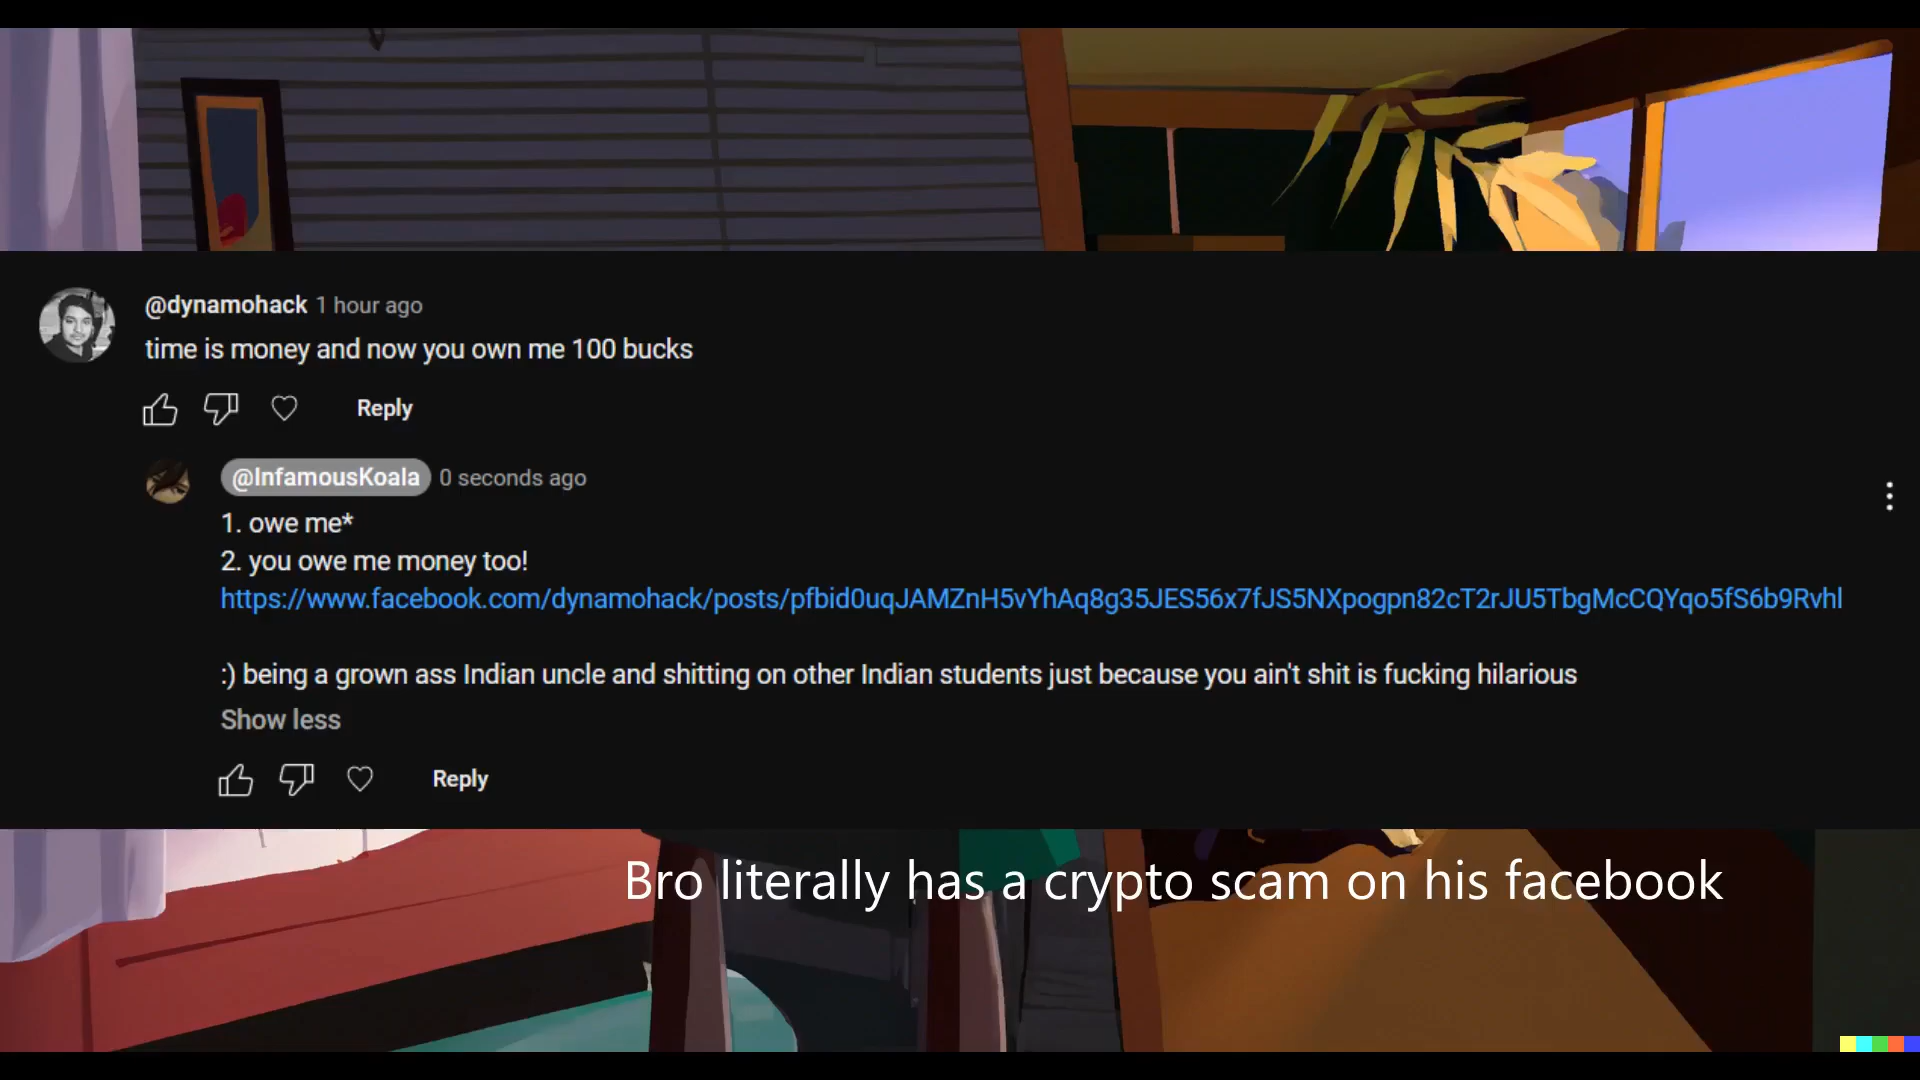 @dynamohack 1 hour ago
time is money and now you own me 100 bucks
Reply
@InfamousKoala 0 seconds ago
1. owe me*
2. you owe me money too!
https://www.facebook.com/dynamohack/posts/pfbid0uqJAMZnH5vYhAq8g35JES56x7fJS5NXpogpn82cT2rJU5TbgMcCQYqo5fS6b9Rvhl
:) being a grown ass Indian uncle and shitting on other Indian students just because you ain't shit is fucking hilarious
Show less
Reply
Bro literally has a crypto scam on his facebook